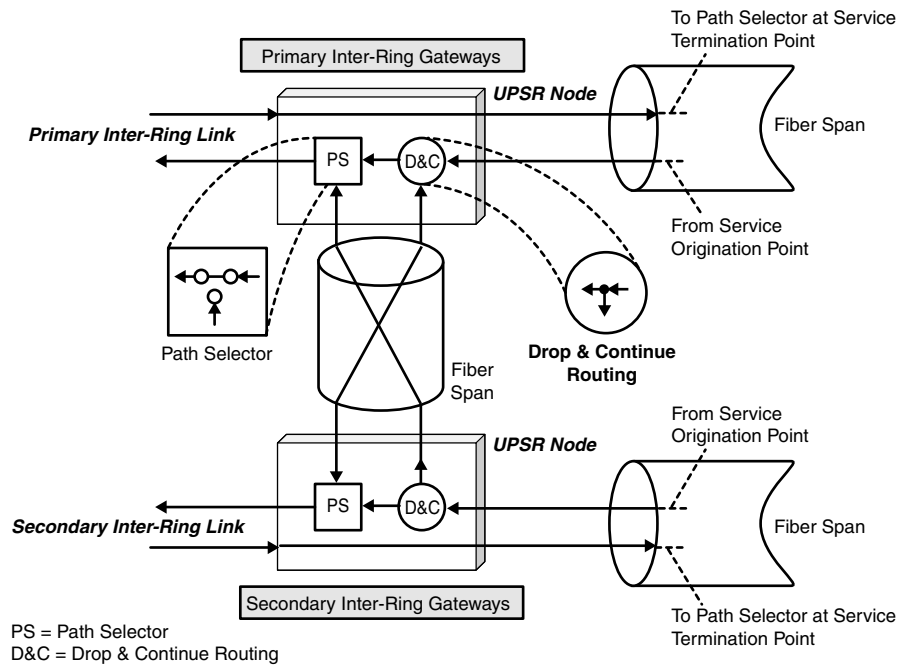 To Path Selector at Service
Termination Point
Primary Inter-Ring Gateways
UPSR Node
Fiber Span
Primary Inter-Ring Link
PS
D&C
From Service
Origination Point
Path Selector
Drop & Continue
Routing
Fiber
Span
From Service
Origination Point
UPSR Node
PS
D&C
Secondary Inter-Ring Link
Fiber Span
Secondary Inter-Ring Gateways
To Path Selector at Service
Termination Point
PS = Path Selector
D&C = Drop & Continue Routing